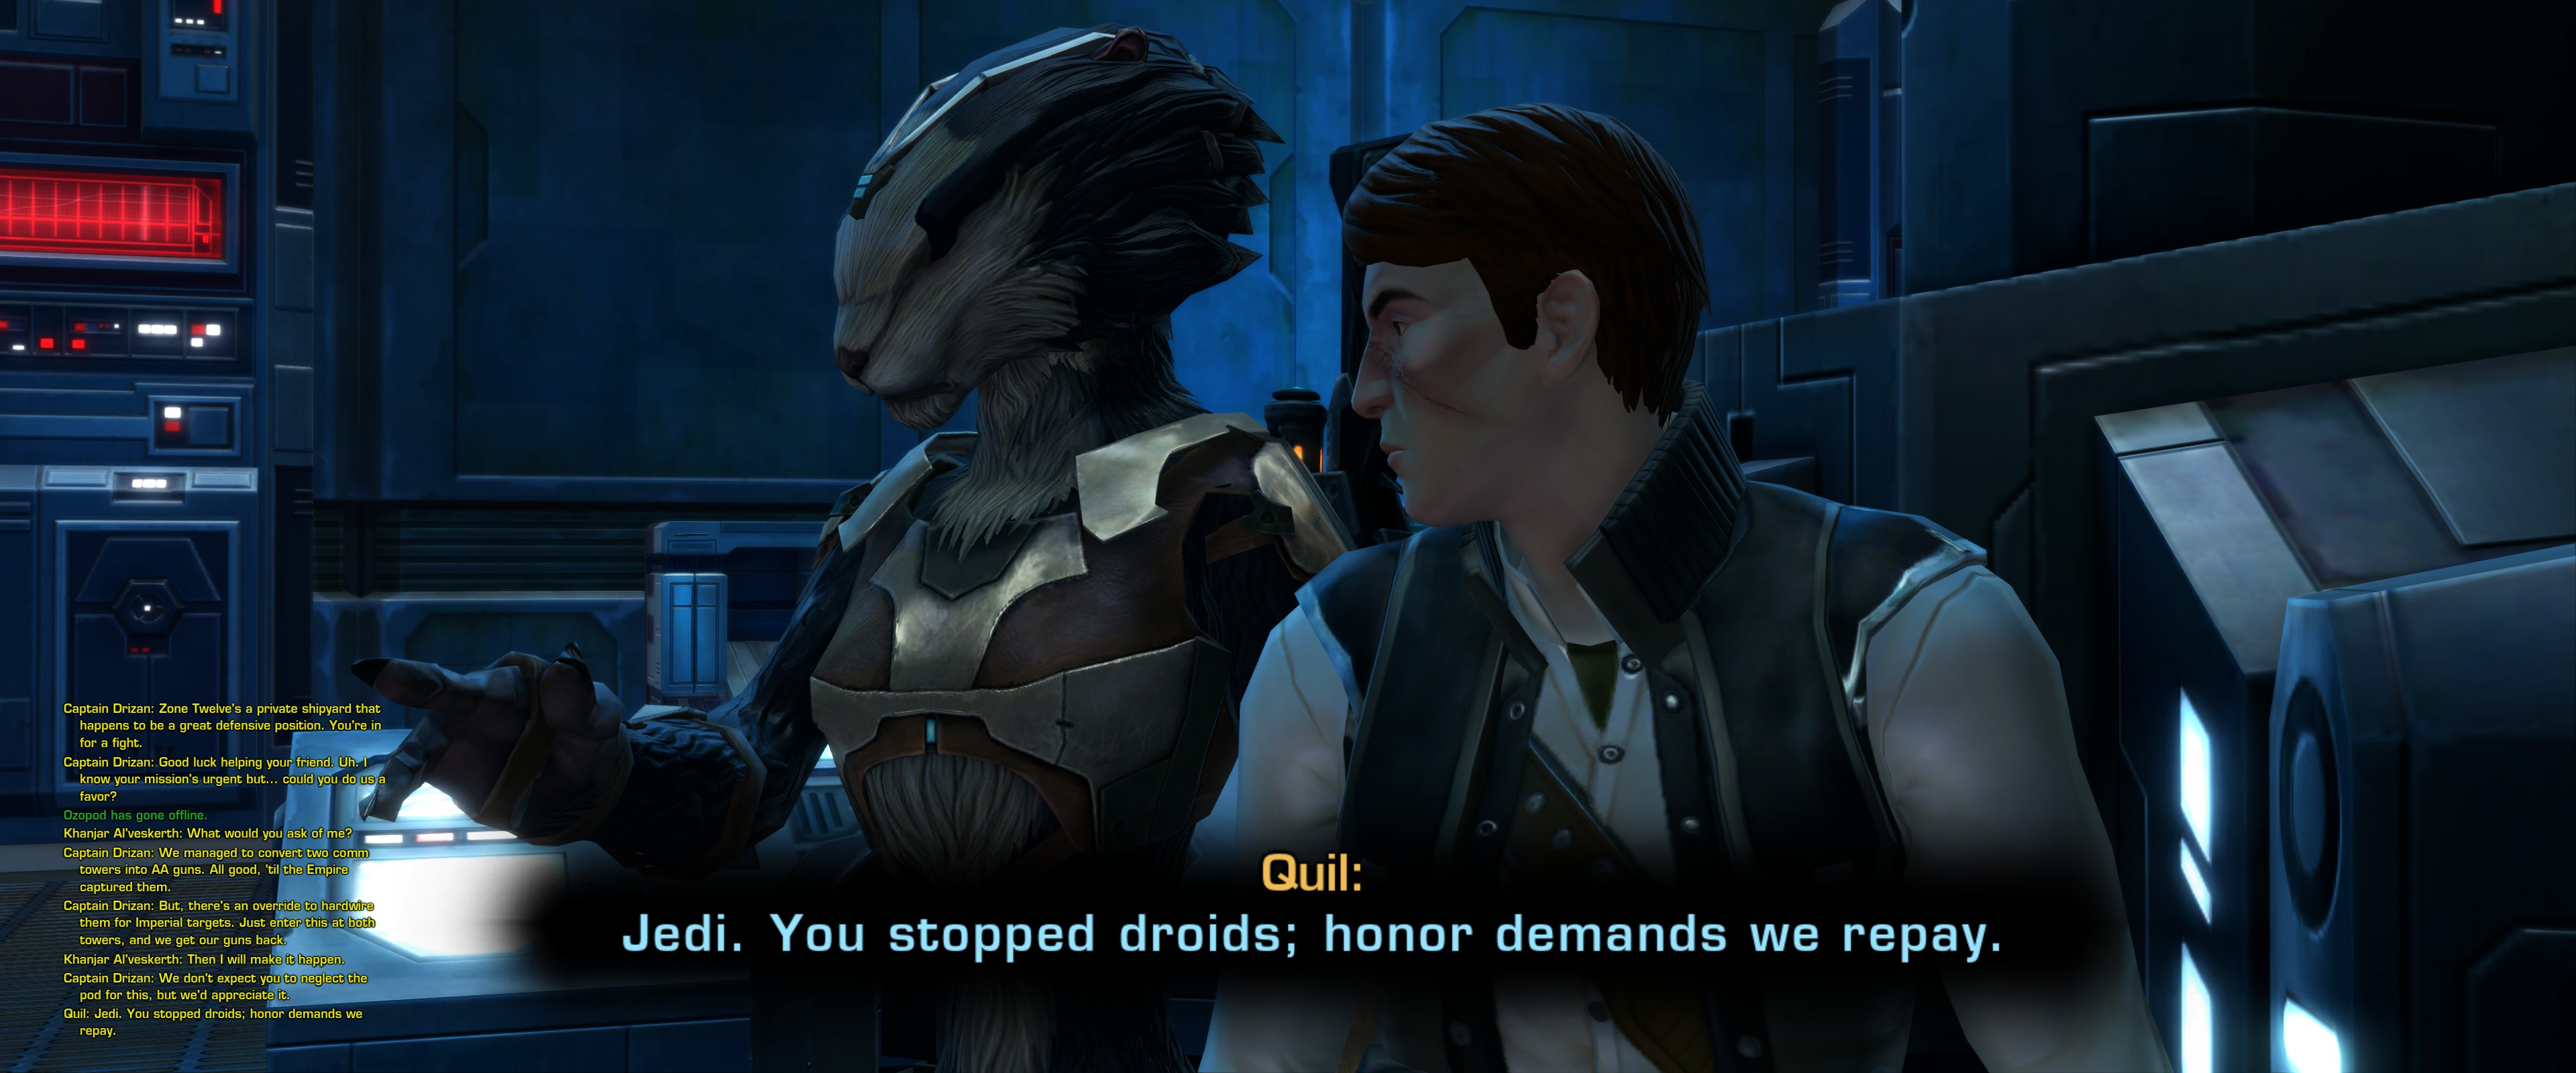 Captain Drizan: Zone Twelve's a private shipyard that
happens to be a great defensive position. You're in
for a fight.
Captain Drizan: Good luck helping your friend. Uh. I
know your mission's urgent but... could you do us a
favor?
Ozopod has gone offline.
Khanjar Al'veskerth: What would you ask of me?
Captain Drizan: We managed to convert two comm
towers into AA guns. All good, 'til the Empire
captured them.
Captain Drizan: But, there's an override to hardwire
them for Imperial targets. Just enter this at both
towers, and we get our guns back.
Khanjar Al'veskerth: Then I will make it happen.
Captain Drizan: We don't expect you to neglect the
pod for this, but we'd appreciate it.
Quil: Jedi. You stopped droids; honor demands we
repay.
Quil:
Jedi. You stopped droids; honor demands we repay.